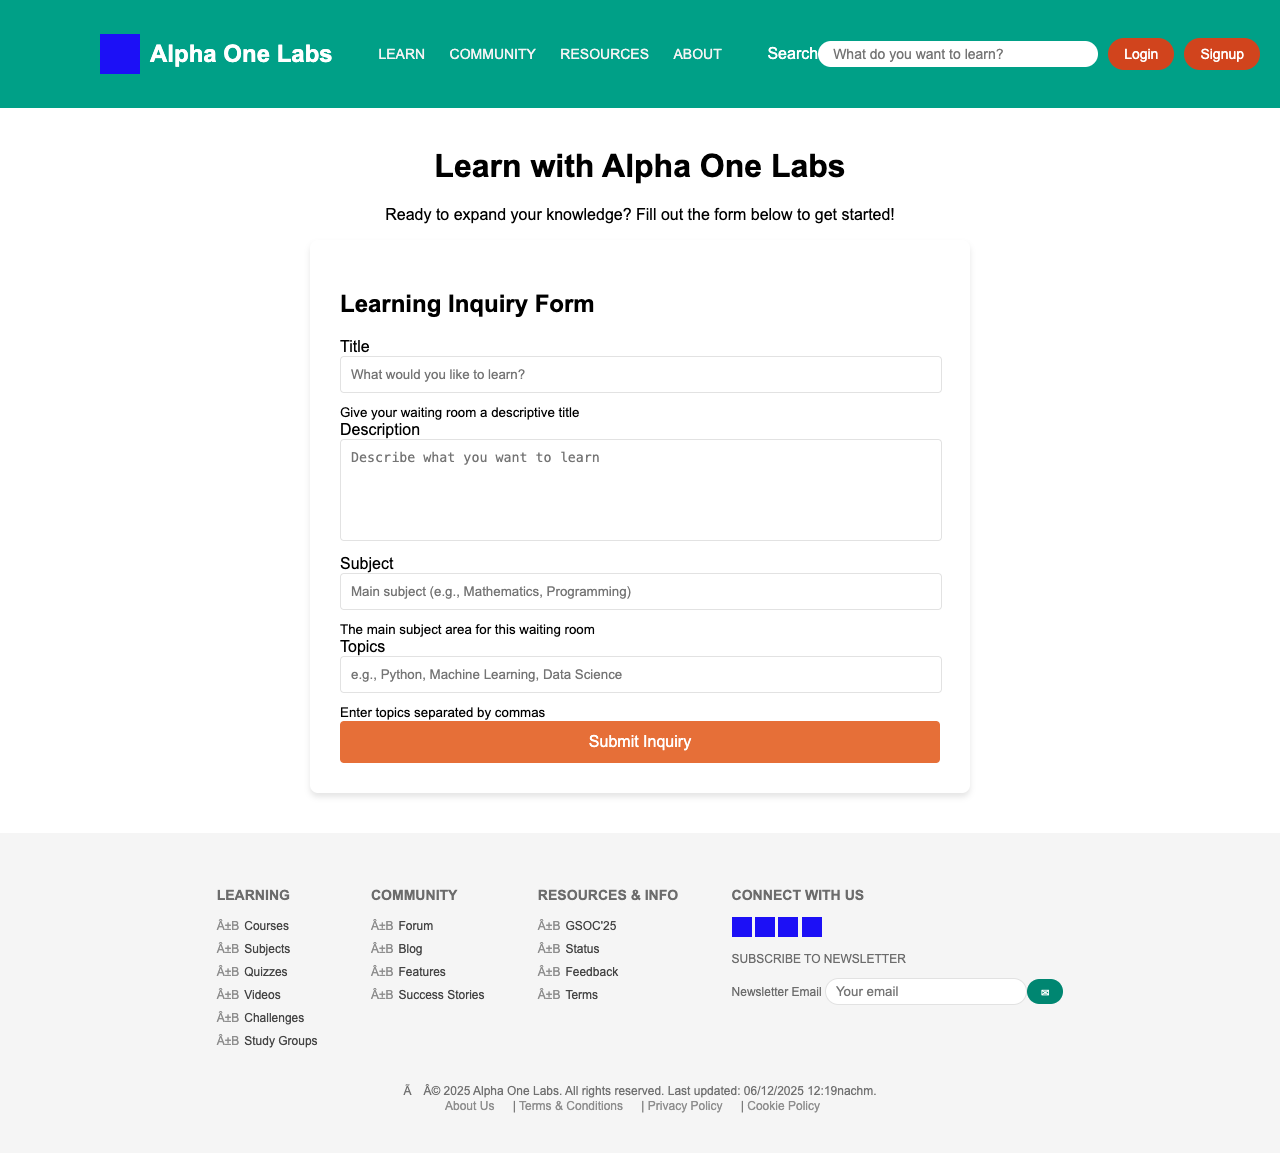 Alpha One Labs
LEARN COMMUNITY RESOURCES ABOUT
Search What do you want to learn? Login Signup
Learn with Alpha One Labs
Ready to expand your knowledge? Fill out the form below to get started!
Learning Inquiry Form
Title
What would you like to learn?
Give your waiting room a descriptive title
Description
Describe what you want to learn
Subject
Main subject (e.g., Mathematics, Programming)
The main subject area for this waiting room
Topics
e.g., Python, Machine Learning, Data Science
Enter topics separated by commas
Submit Inquiry
LEARNING
Â±B Courses
Â±B Subjects
Â±B Quizzes
Â±B Videos
Â±B Challenges
Â±B Study Groups
COMMUNITY
Â±B Forum
Â±B Blog
Â±B Features
Â±B Success Stories
RESOURCES & INFO
Â±B GSOC'25
Â±B Status
Â±B Feedback
Â±B Terms
CONNECT WITH US
SUBSCRIBE TO NEWSLETTER
Newsletter Email Your email ✉
Ã Â© 2025 Alpha One Labs. All rights reserved. Last updated: 06/12/2025 12:19nachm.
About Us | Terms & Conditions | Privacy Policy | Cookie Policy